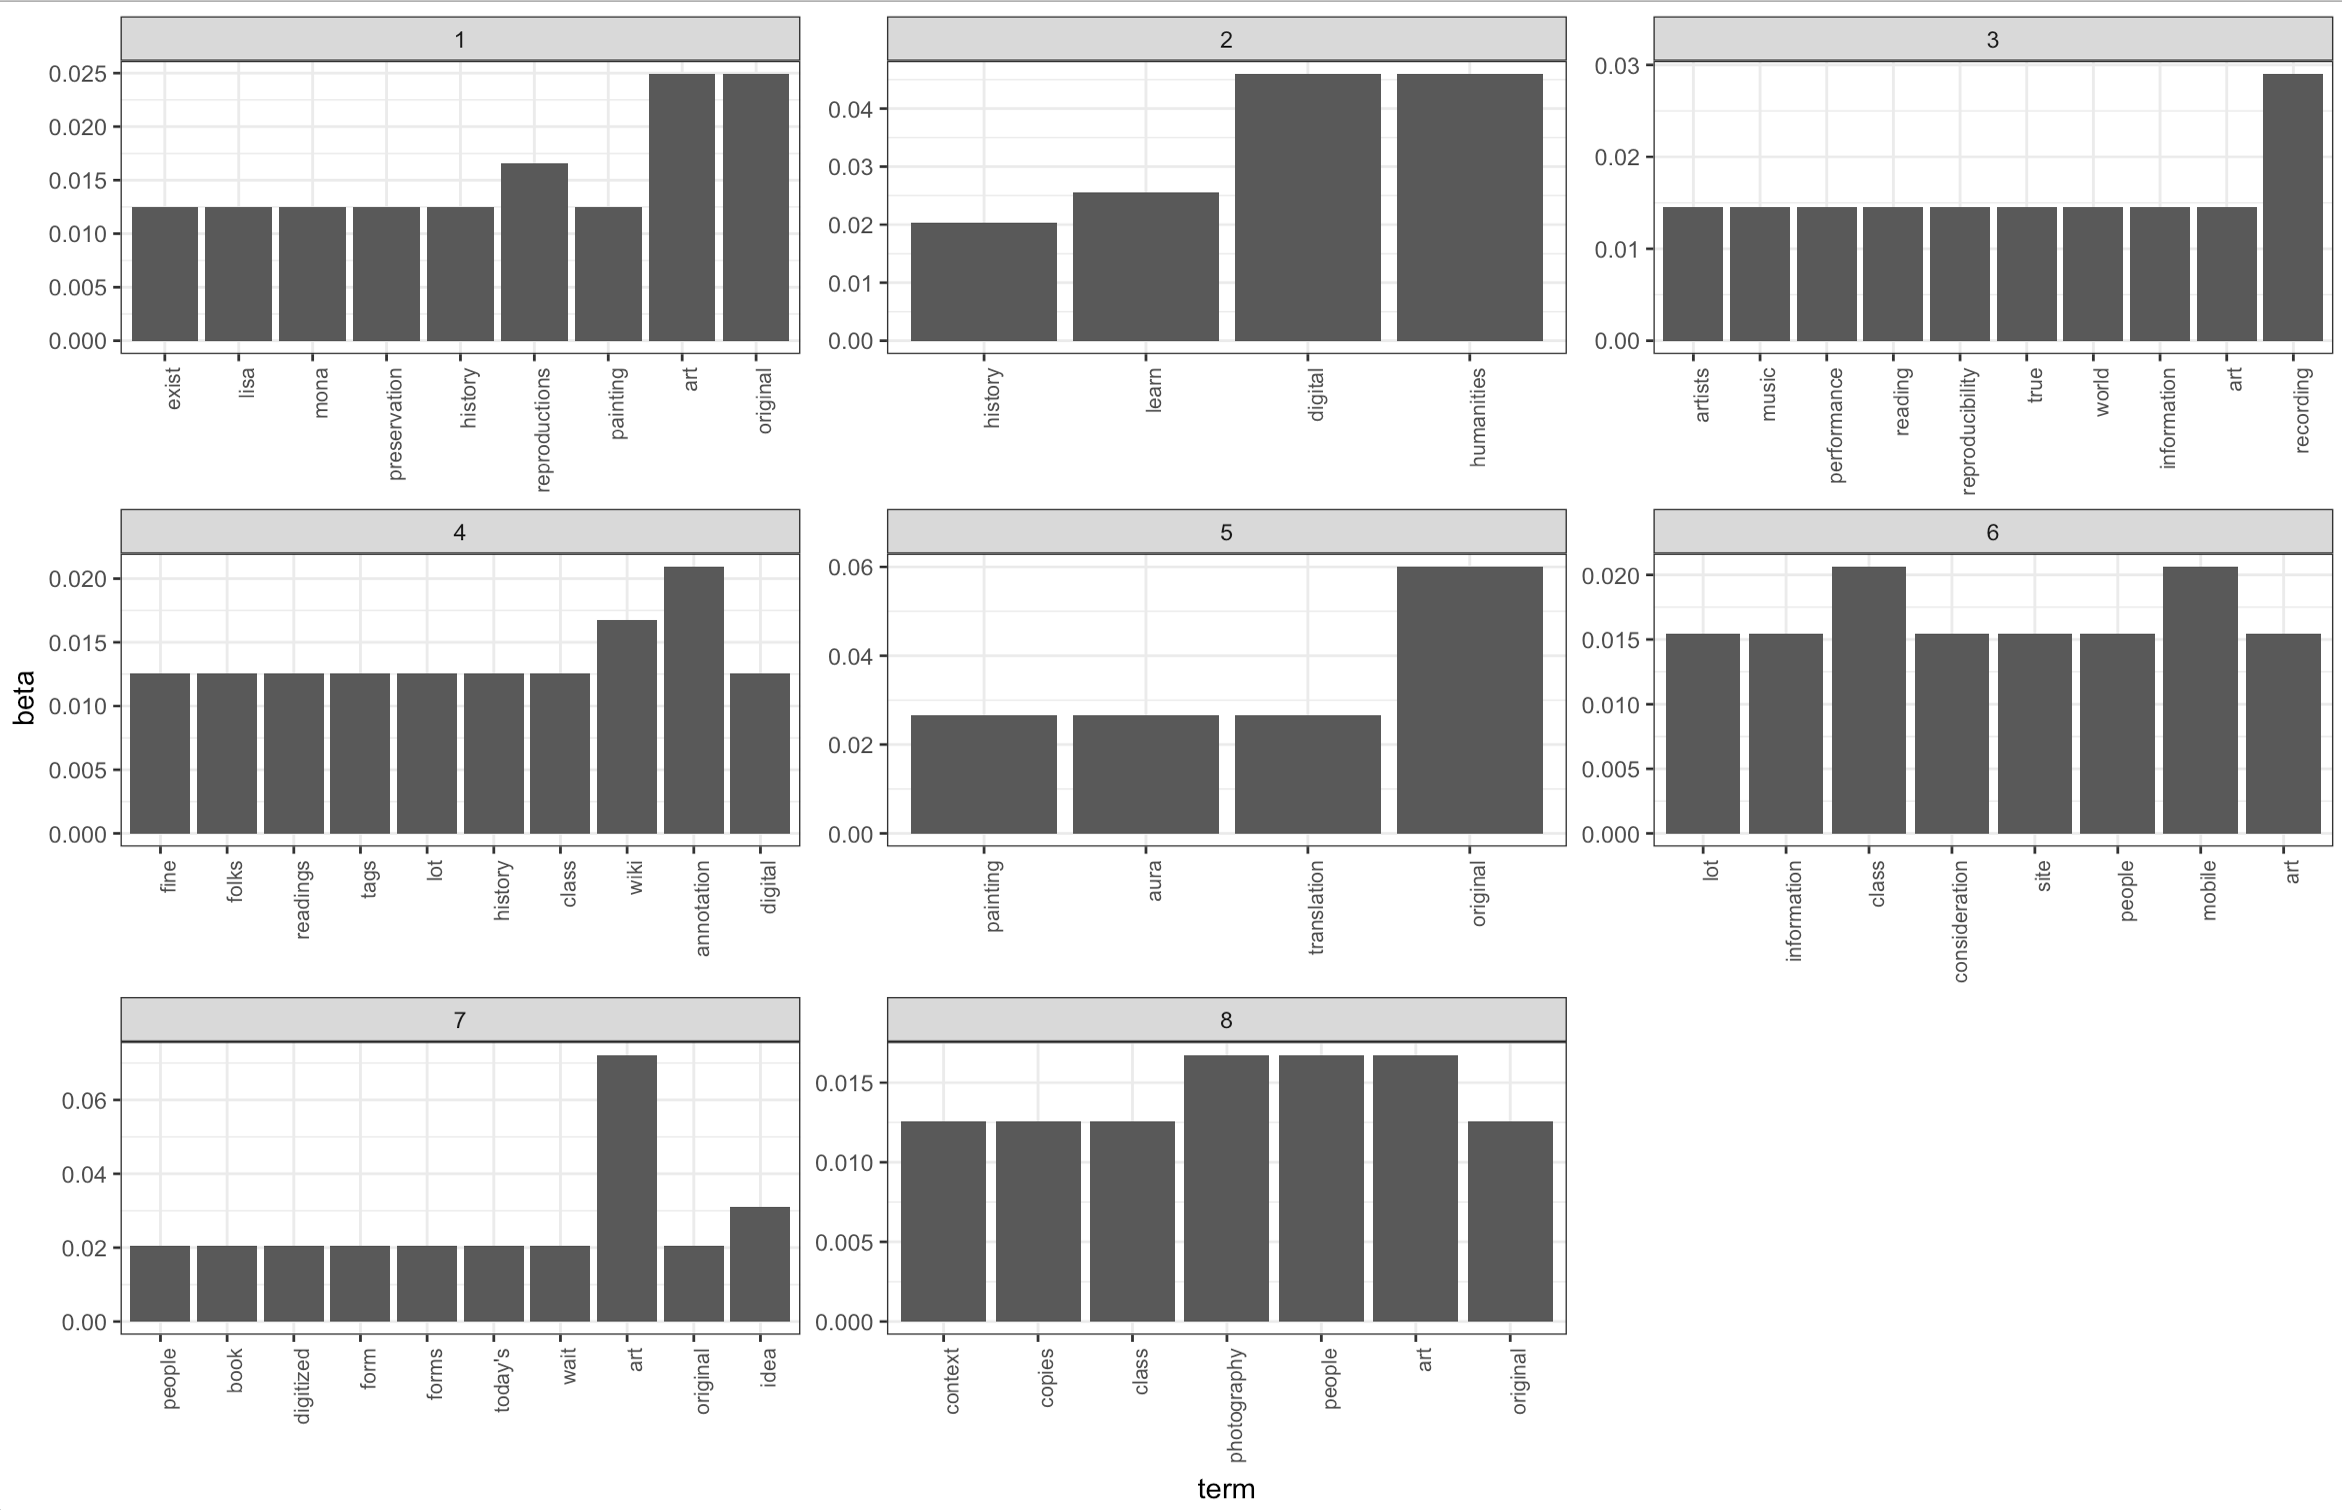 1
0.025
0.020
0.015
0.010
0.005
0.000
exist
lisa
mona
preservation
history
reproductions
painting
art
original
2
0.04
0.03
0.02
0.01
0.00
history
learn
digital
humanities
3
0.03
0.02
0.01
0.00
artists
music
performance
reading
reproducibility
true
world
information
art
recording
beta
4
0.020
0.015
0.010
0.005
0.000
fine
folks
readings
tags
lot
history
class
wiki
annotation
digital
5
0.06
0.04
0.02
0.00
painting
aura
translation
original
6
0.020
0.015
0.010
0.005
0.000
lot
information
class
consideration
site
people
mobile
art
7
0.06
0.04
0.02
0.00
people
book
digitized
form
forms
today's
wait
art
original
idea
8
0.015
0.010
0.005
0.000
context
copies
class
photography
people
art
original
term